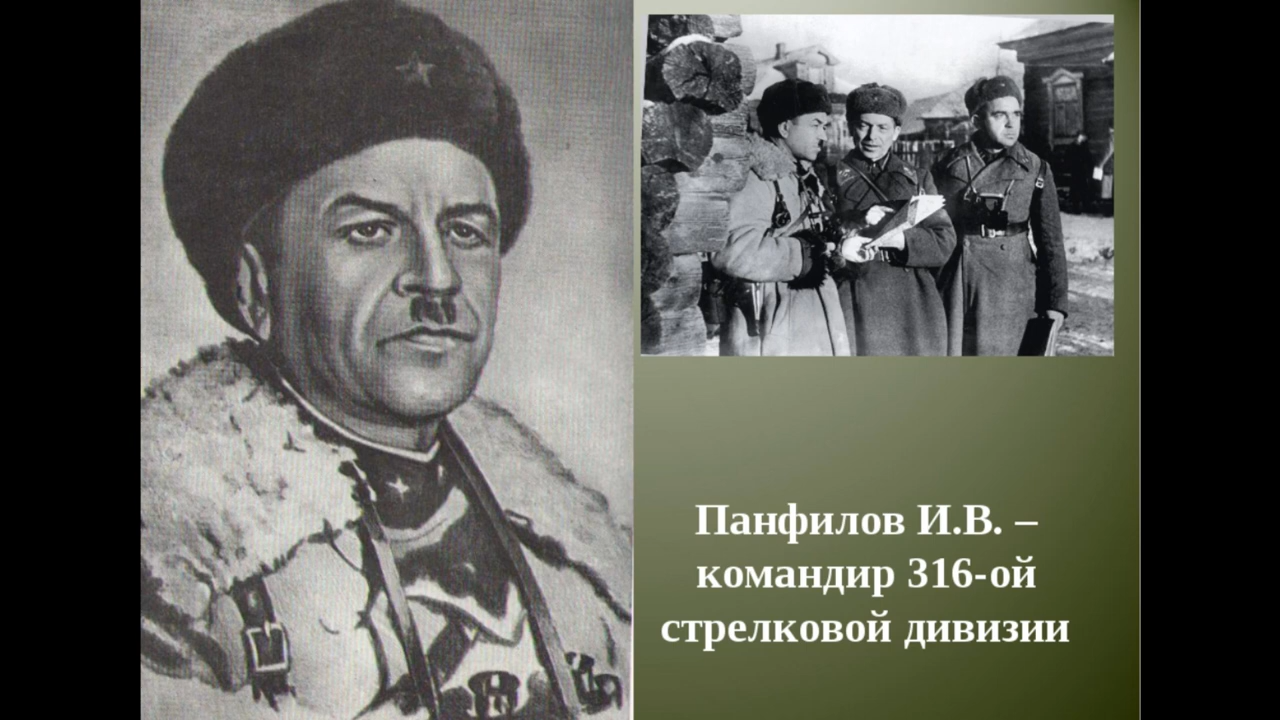 Панфилов И.В. –
командир 316-ой
стрелковой дивизии